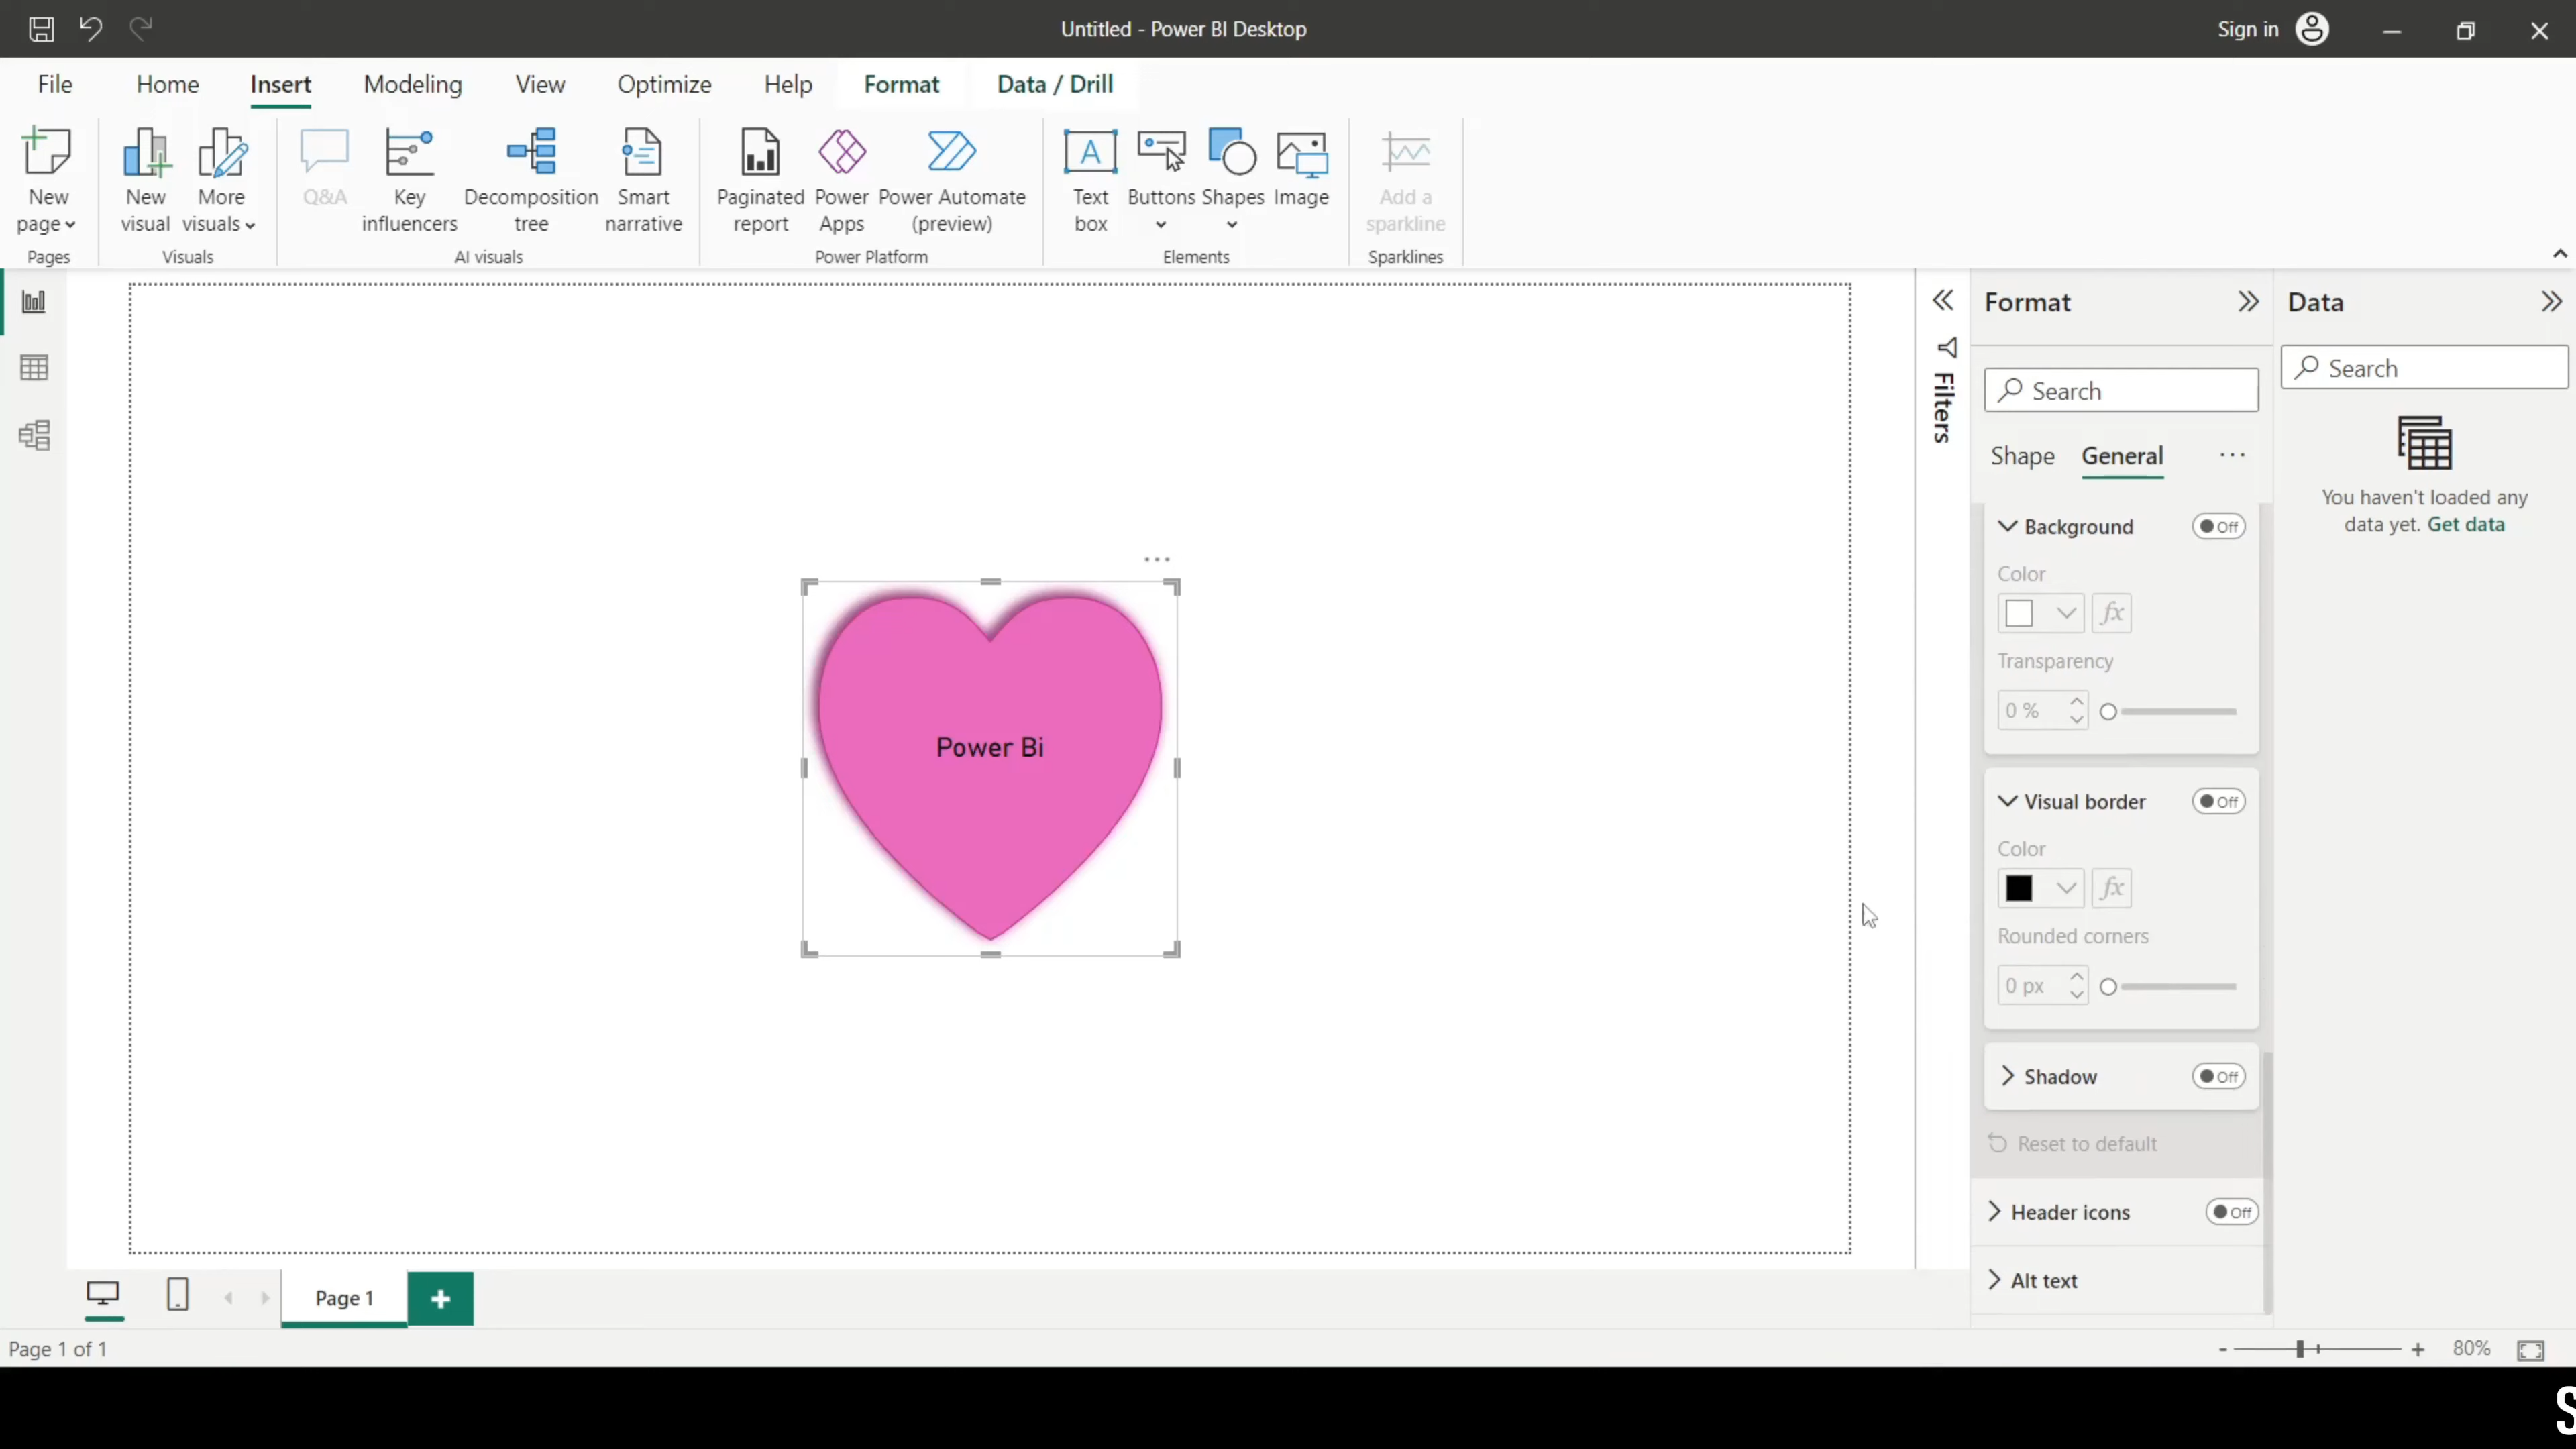 Untitled - Power BI Desktop
Sign in
File Home Insert Modeling View Optimize Help Format Data / Drill
New page
Pages
New visual
More visuals
Visuals
Q&A
Key influencers
Decomposition tree
Smart narrative
AI visuals
Paginated report
Power Apps
Power Automate (preview)
Power Platform
Text box
Buttons
Shapes
Image
Elements
Add a sparkline
Sparklines
Power Bi
Filters
Format
Search
Shape General
Background Off
Color
fx
Transparency
0 %
Visual border Off
Color
fx
Rounded corners
0 px
Shadow Off
Reset to default
Header icons Off
Alt text
Data
Search
You haven't loaded any
data yet. Get data
Page 1
Page 1 of 1
80%
S